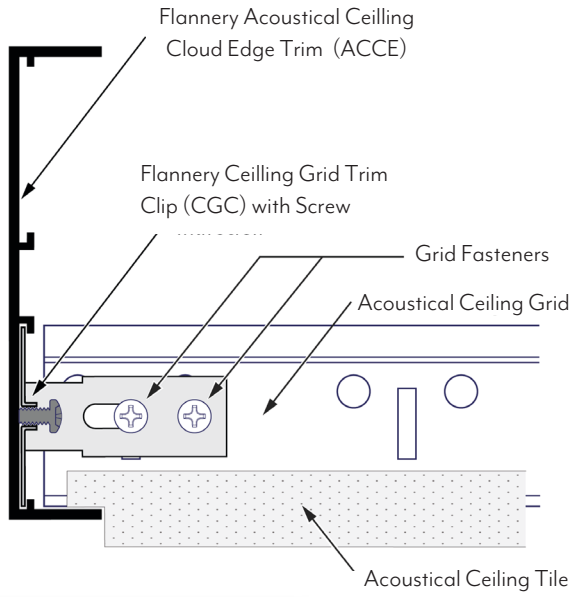 Flannery Acoustical Ceilling
Cloud Edge Trim (ACCE)
Flannery Ceilling Grid Trim
Clip (CGC) with Screw
Grid Fasteners
Acoustical Ceiling Grid
Acoustical Ceiling Tile